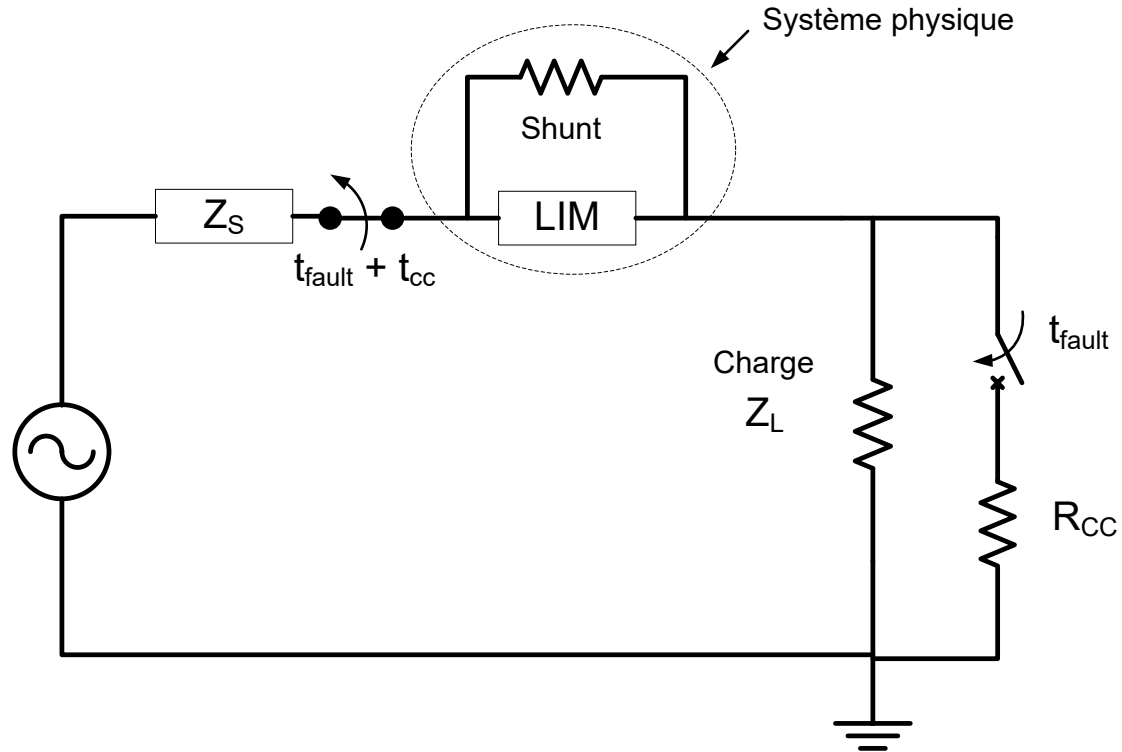 Système physique
Shunt
Z_S
LIM
t_fault + t_cc
t_fault
Charge
Z_L
R_CC